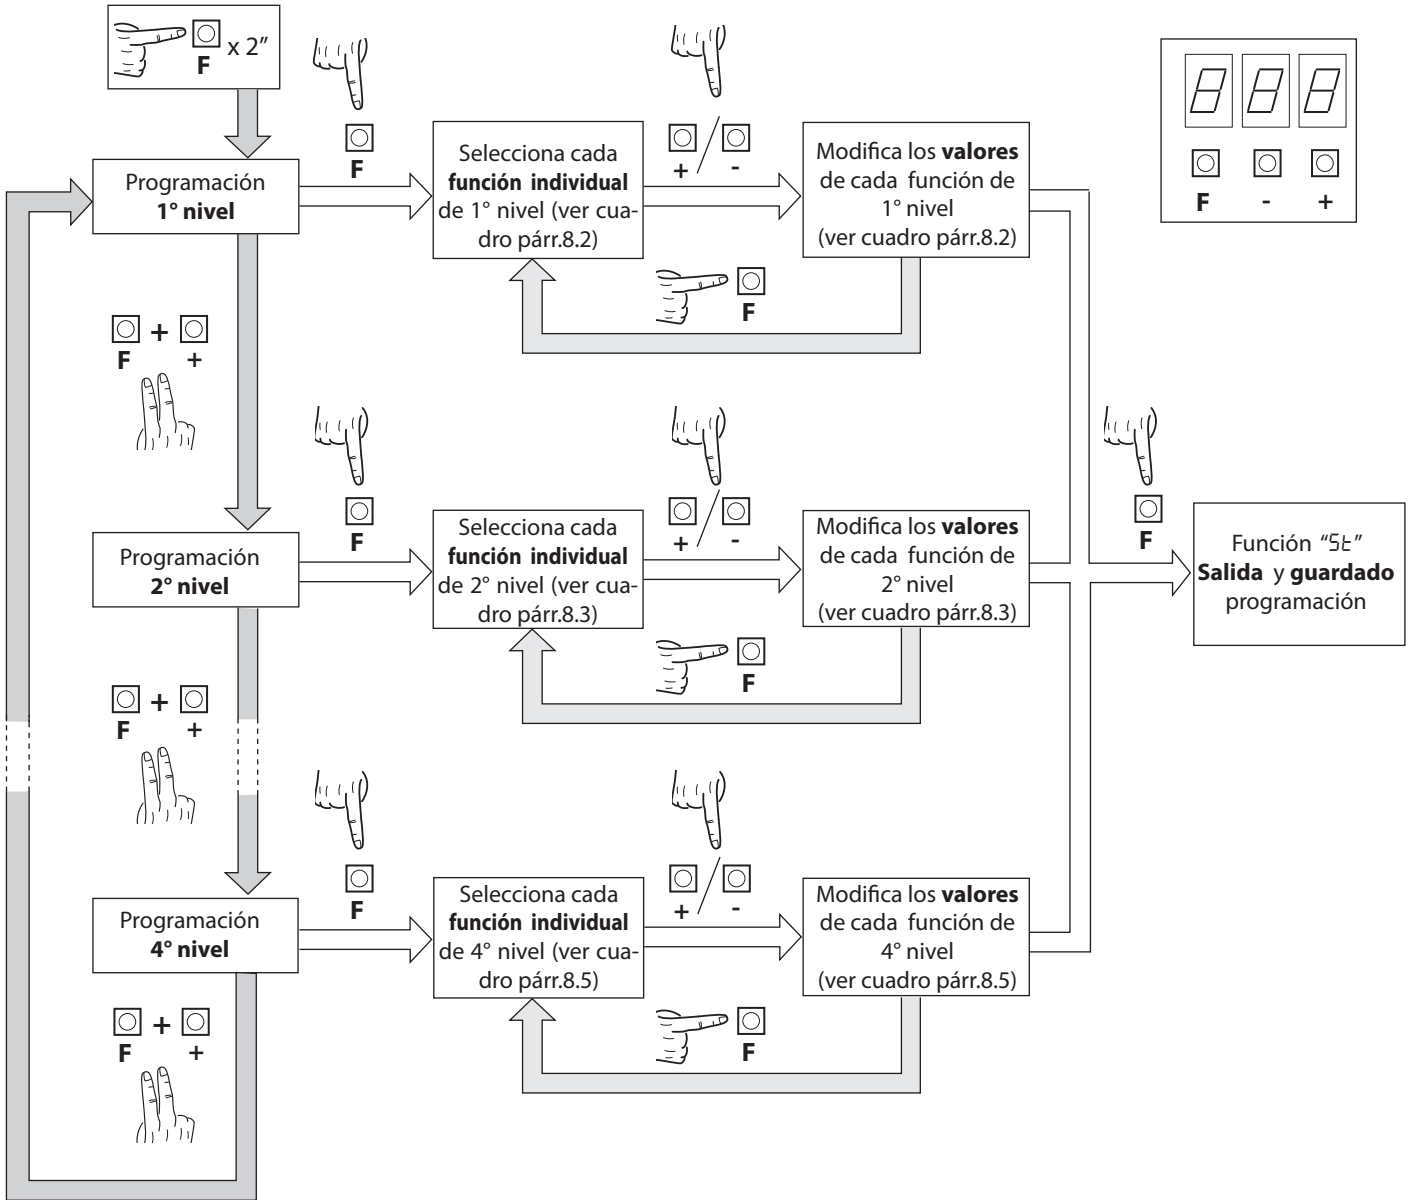 F x 2"
F
+ / -
Programación
1° nivel
Selecciona cada
función individual
de 1° nivel (ver cua-
dro párr.8.2)
Modifica los valores
de cada función de
1° nivel
(ver cuadro párr.8.2)
F - +
F
F + +
F
+ / -
F
Programación
2° nivel
Selecciona cada
función individual
de 2° nivel (ver cua-
dro párr.8.3)
Modifica los valores
de cada función de
2° nivel
(ver cuadro párr.8.3)
Función “St”
Salida y guardado
programación
F
F + +
F
+ / -
Programación
4° nivel
Selecciona cada
función individual
de 4° nivel (ver cua-
dro párr.8.5)
Modifica los valores
de cada función de
4° nivel
(ver cuadro párr.8.5)
F
F + +